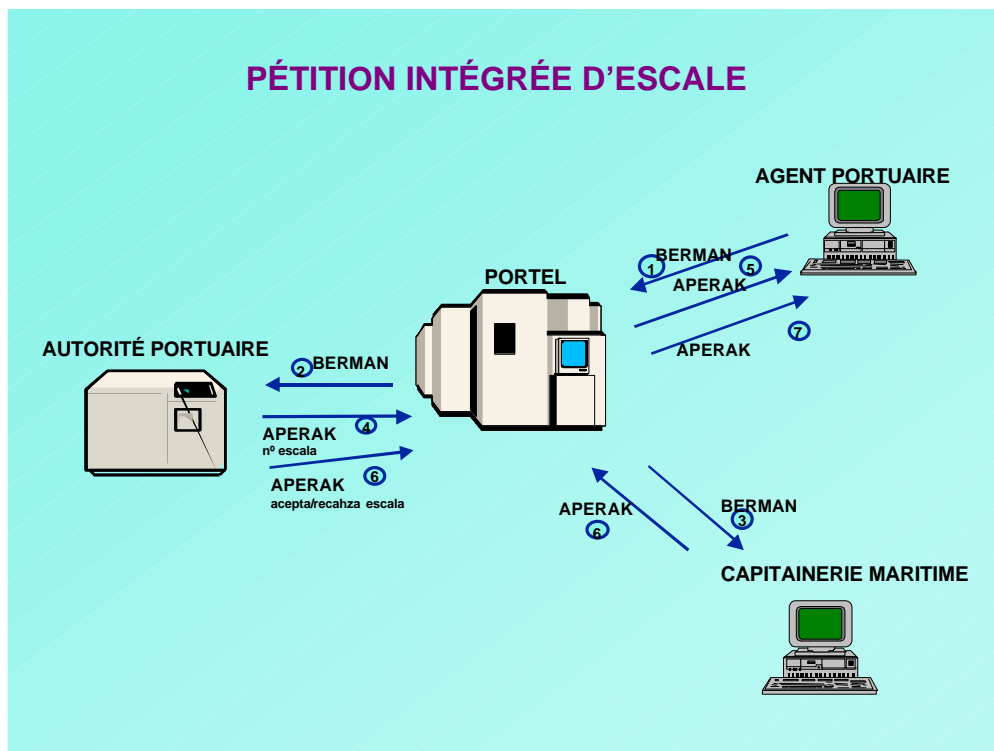 PÉTITION INTÉGRÉE D’ESCALE
AGENT PORTUAIRE
BERMAN
1
5
APERAK
PORTEL
7
APERAK
AUTORITÉ PORTUAIRE
2
BERMAN
4
APERAK
nº escala
6
APERAK
acepta/recahza escala
APERAK
6
BERMAN
3
CAPITAINERIE MARITIME